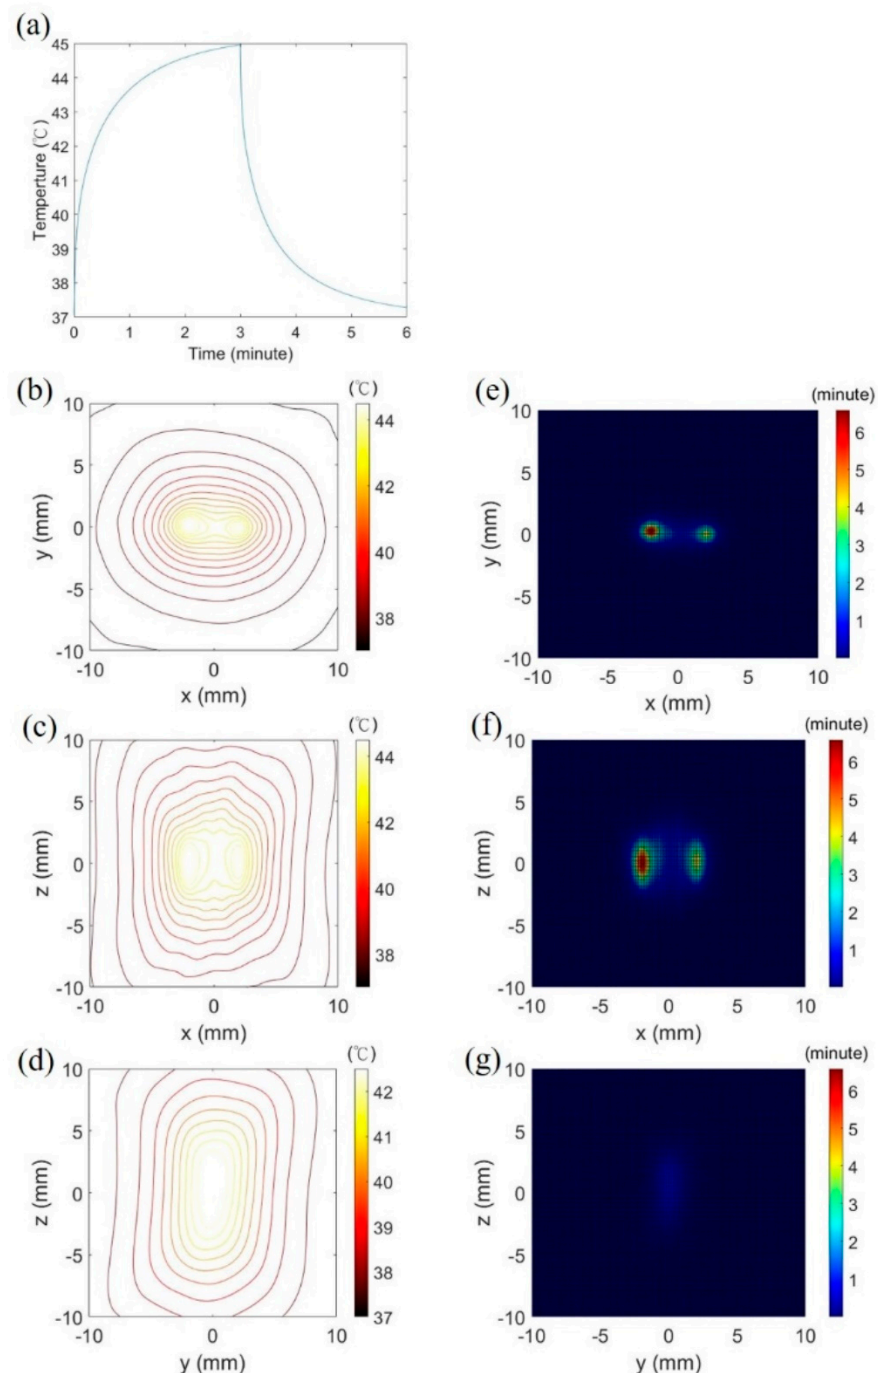 (a)
45
44
43
42
41
40
39
38
37
Temperture (℃)
0 1 2 3 4 5 6
Time (minute)
(b)
(℃)
10
5
0
-5
-10
y (mm)
-10 0 10
x (mm)
44
42
40
38
(e)
(minute)
10
5
0
-5
-10
y (mm)
-10 -5 0 5 10
x (mm)
6
5
4
3
2
1
(c)
(℃)
10
5
0
-5
-10
z (mm)
-10 0 10
x (mm)
44
42
40
38
(f)
(minute)
10
5
0
-5
-10
z (mm)
-10 -5 0 5 10
x (mm)
6
5
4
3
2
1
(d)
(℃)
10
5
0
-5
-10
z (mm)
-10 0 10
y (mm)
42
41
40
39
38
37
(g)
(minute)
10
5
0
-5
-10
z (mm)
-10 -5 0 5 10
y (mm)
6
5
4
3
2
1